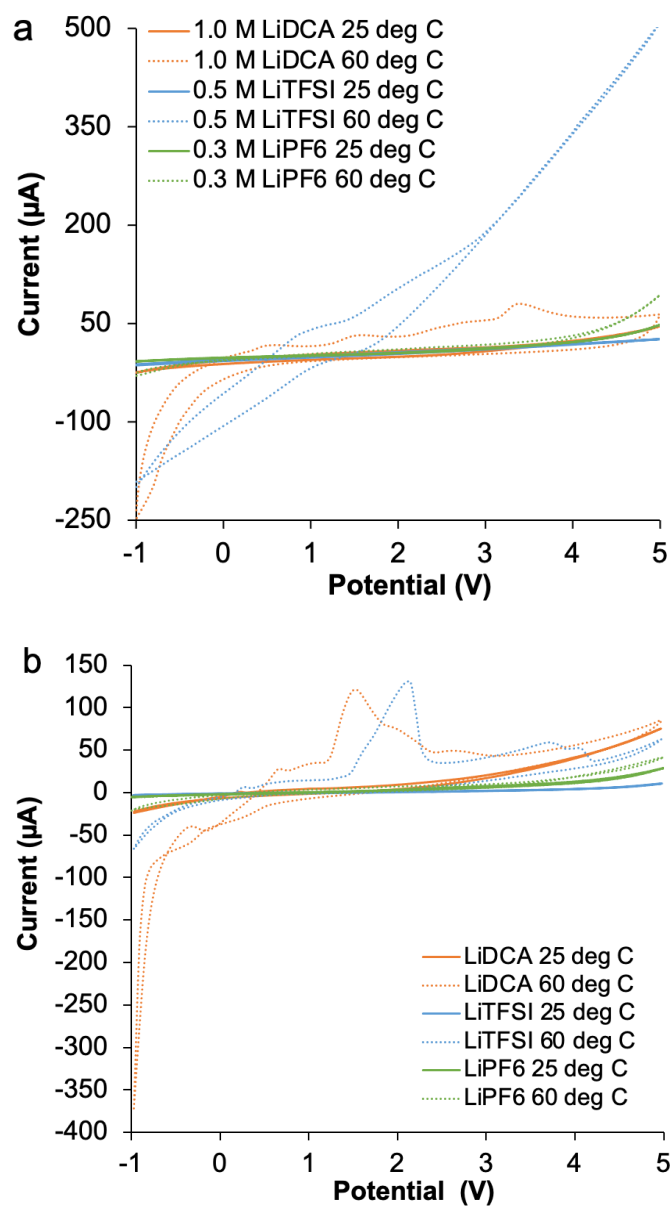 a
500
350
200
50
-100
-250
Current (µA)
1.0 M LiDCA 25 deg C
1.0 M LiDCA 60 deg C
0.5 M LiTFSI 25 deg C
0.5 M LiTFSI 60 deg C
0.3 M LiPF6 25 deg C
0.3 M LiPF6 60 deg C
-1 0 1 2 3 4 5
Potential (V)
b
150
100
50
0
-50
-100
-150
-200
-250
-300
-350
-400
Current (µA)
LiDCA 25 deg C
LiDCA 60 deg C
LiTFSI 25 deg C
LiTFSI 60 deg C
LiPF6 25 deg C
LiPF6 60 deg C
-1 0 1 2 3 4 5
Potential (V)